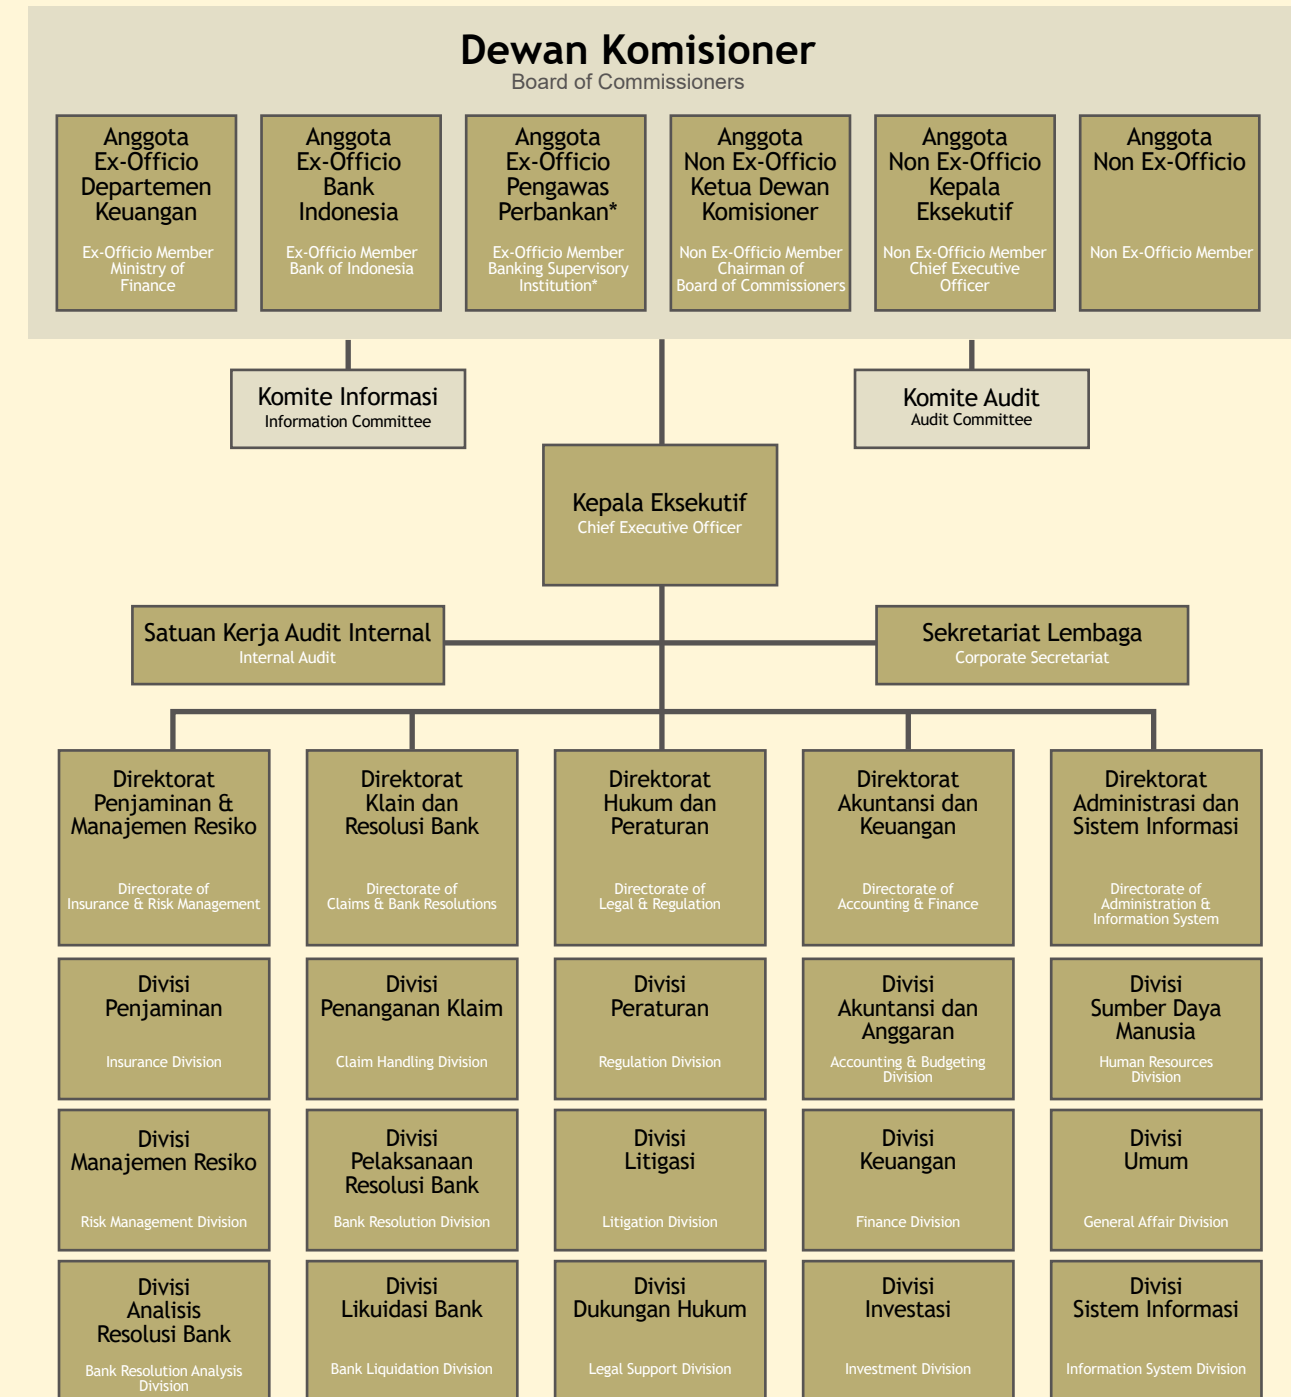 Dewan Komisioner
Board of Commissioners
Anggota
Ex-Officio
Departemen
Keuangan
Ex-Officio Member
Ministry of
Finance
Anggota
Ex-Officio
Bank
Indonesia
Ex-Officio Member
Bank of Indonesia
Anggota
Ex-Officio
Pengawas
Perbankan*
Ex-Officio Member
Banking Supervisory
Institution*
Anggota
Non Ex-Officio
Ketua Dewan
Komisioner
Non Ex-Officio Member
Chairman of
Board of Commissioners
Anggota
Non Ex-Officio
Kepala
Eksekutif
Non Ex-Officio Member
Chief Executive
Officer
Anggota
Non Ex-Officio
Non Ex-Officio Member
Komite Informasi
Information Committee
Komite Audit
Audit Committee
Kepala Eksekutif
Chief Executive Officer
Satuan Kerja Audit Internal
Internal Audit
Sekretariat Lembaga
Corporate Secretariat
Direktorat
Penjaminan &
Manajemen Resiko
Directorate of
Insurance & Risk Management
Direktorat
Klain dan
Resolusi Bank
Directorate of
Claims & Bank Resolutions
Direktorat
Hukum dan
Peraturan
Directorate of
Legal & Regulation
Direktorat
Akuntansi dan
Keuangan
Directorate of
Accounting & Finance
Direktorat
Administrasi dan
Sistem Informasi
Directorate of
Administration &
Information System
Divisi
Penjaminan
Insurance Division
Divisi
Penanganan Klaim
Claim Handling Division
Divisi
Peraturan
Regulation Division
Divisi
Akuntansi dan
Anggaran
Accounting & Budgeting
Division
Divisi
Sumber Daya
Manusia
Human Resources
Division
Divisi
Manajemen Resiko
Risk Management Division
Divisi
Pelaksanaan
Resolusi Bank
Bank Resolution Division
Divisi
Litigasi
Litigation Division
Divisi
Keuangan
Finance Division
Divisi
Umum
General Affair Division
Divisi
Analisis
Resolusi Bank
Bank Resolution Analysis
Division
Divisi
Likuidasi Bank
Bank Liquidation Division
Divisi
Dukungan Hukum
Legal Support Division
Divisi
Investasi
Investment Division
Divisi
Sistem Informasi
Information System Division